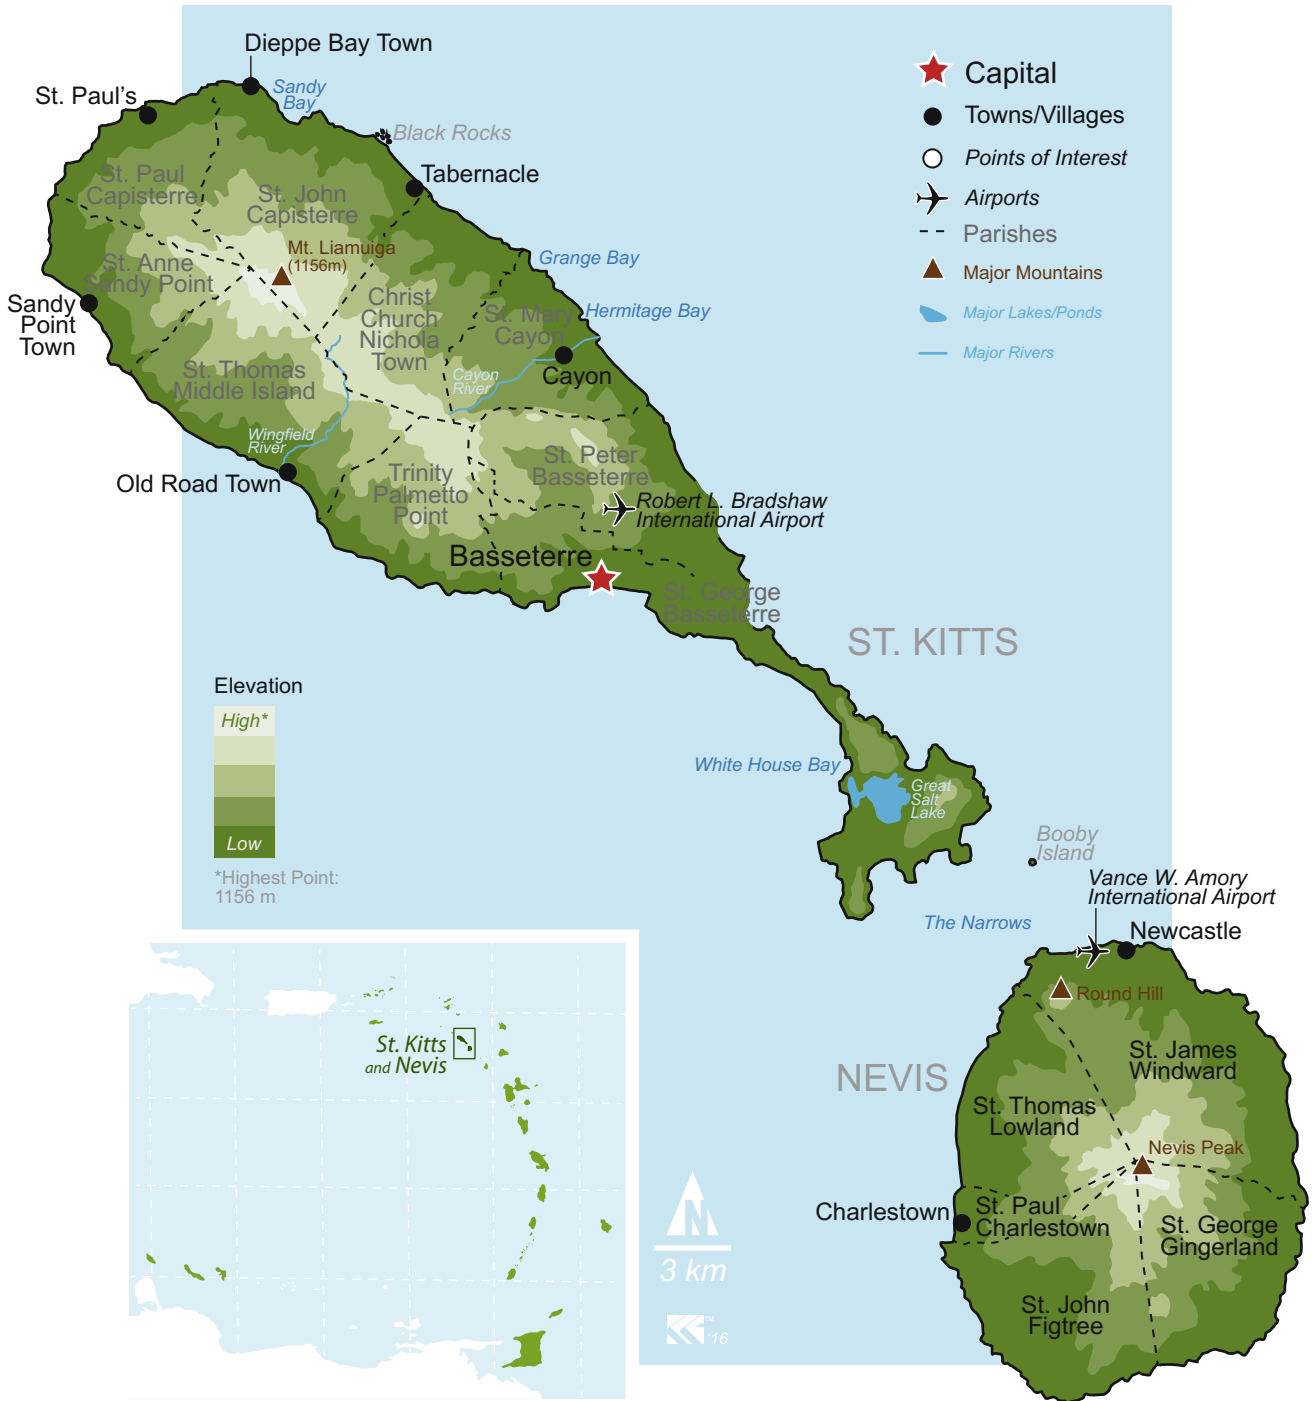 Dieppe Bay Town
St. Paul's
Sandy
Bay
Black Rocks
Tabernacle
St. Paul
Capisterre
St. John
Capisterre
Mt. Liamuiga
(1156m)
St. Anne
Sandy Point
Sandy
Point
Town
Christ
Church
Nichola
Town
Grange Bay
Hermitage Bay
St. Mary
Cayon
Cayon
Cayon
River
St. Thomas
Middle Island
Wingfield
River
Old Road Town
Trinity
Palmetto
Point
St. Peter
Basseterre
Robert L. Bradshaw
International Airport
Basseterre
St. George
Basseterre
ST. KITTS
Capital
Towns/Villages
Points of Interest
Airports
Parishes
Major Mountains
Major Lakes/Ponds
Major Rivers
Elevation
High*
Low
*Highest Point:
1156 m
White House Bay
Great
Salt
Lake
Booby
Island
Vance W. Amory
International Airport
The Narrows
Newcastle
Round Hill
NEVIS
St. James
Windward
St. Thomas
Lowland
Nevis Peak
Charlestown
St. Paul
Charlestown
St. George
Gingerland
St. John
Figtree
St. Kitts
and Nevis
N
3 km
™
'16